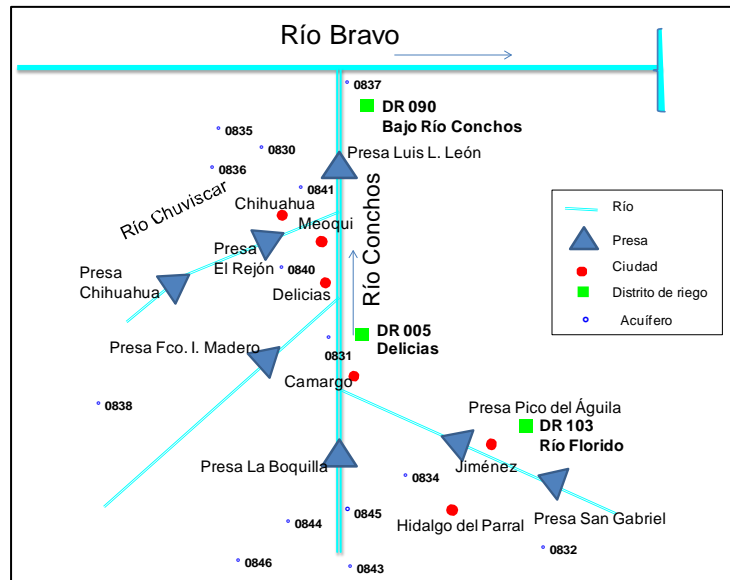 Río Bravo
0837
DR 090
Bajo Río Conchos
0835
0830
0836
Presa Luis L. León
0841
Río Chuviscar
Chihuahua
Meoqui
Río Conchos
Presa
El Rejón
0840
Presa
Chihuahua
Delicias
DR 005
Delicias
Presa Fco. I. Madero
0831
Camargo
0838
Presa Pico del Águila
DR 103
Río Florido
Presa La Boquilla
Jiménez
0834
0845
0844
Hidalgo del Parral
Presa San Gabriel
0832
0846
0843
Río
Presa
Ciudad
Distrito de riego
Acuífero